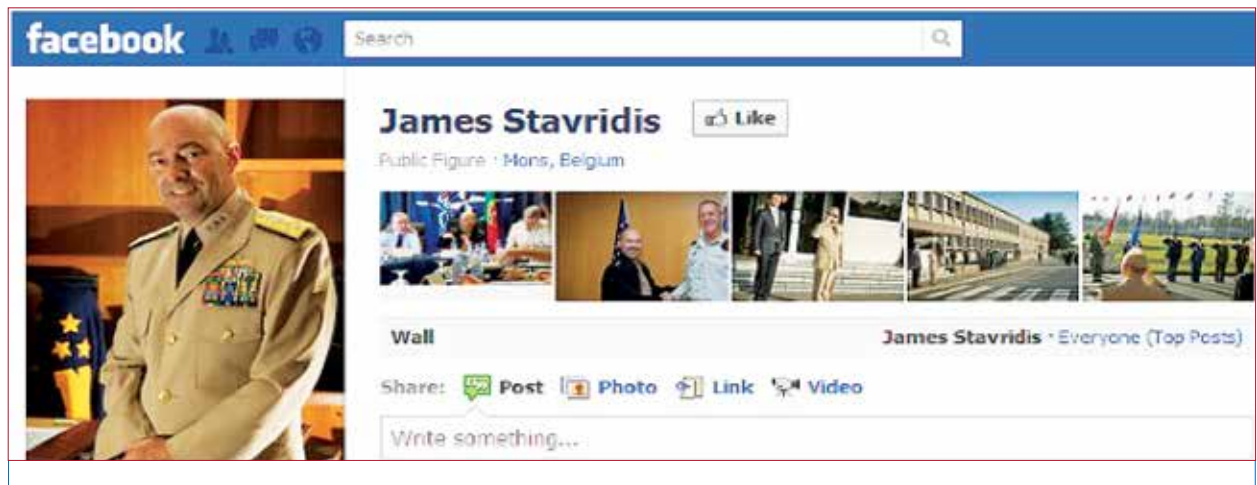 facebook Search
James Stavridis Like
Public Figure · Mons, Belgium
Wall James Stavridis · Everyone (Top Posts)
Share: Post Photo Link Video
Write something...